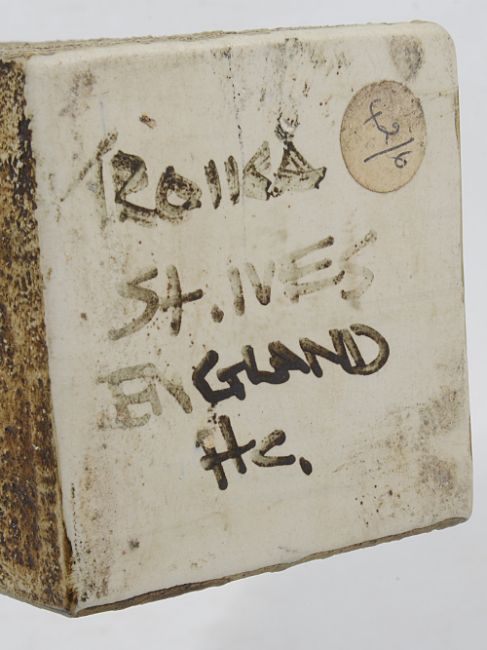 £2/6
TROIKA
St. IVES
ENGLAND
Hc.